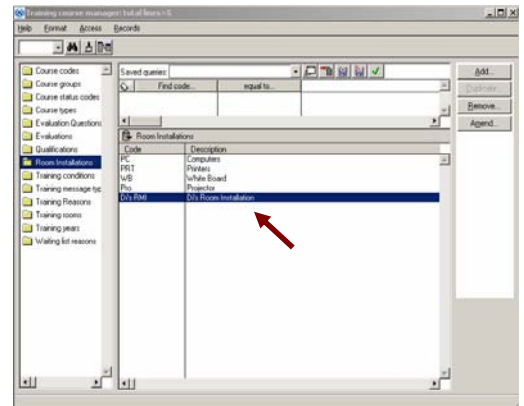 Training course manager: total lines = 5
Help Format Access Records
Course codes
Course groups
Course status codes
Course types
Evaluation Questions
Evaluations
Qualifications
Room Installations
Training conditions
Training message typ
Training Reasons
Training rooms
Training years
Waiting list reasons
Saved queries:
Find code... equal to...
Room Installations
Code Description
PC Computers
PRT Printers
WB White Board
Pro Projector
Di's RMI Di's Room Installation
Add...
Duplicate...
Remove...
Amend...